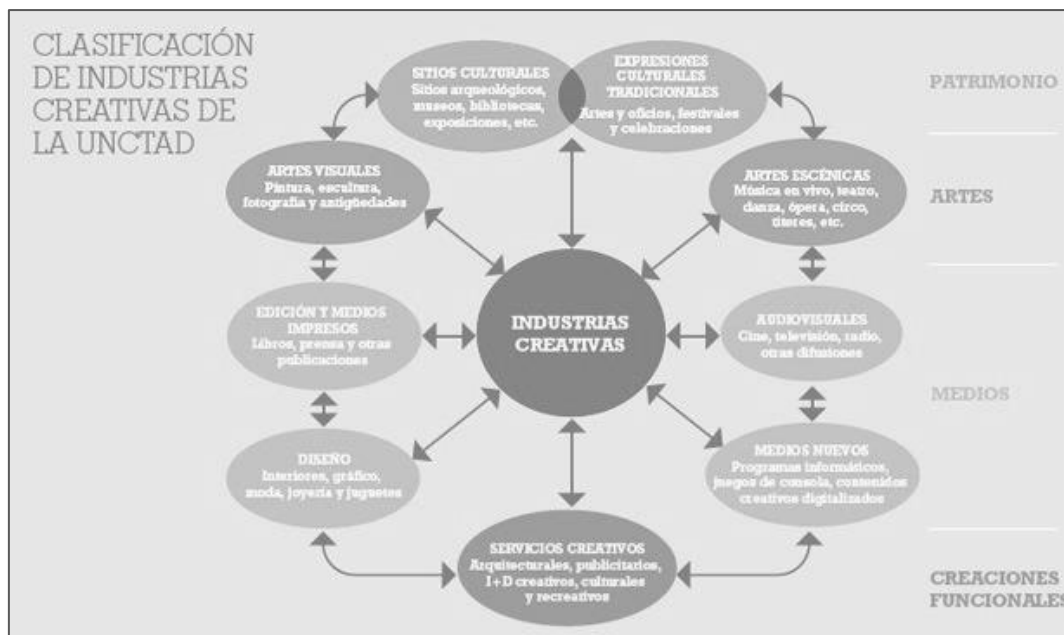 CLASIFICACIÓN
DE INDUSTRIAS
CREATIVAS DE
LA UNCTAD
SITIOS CULTURALES
Sitios arqueológicos,
museos, bibliotecas,
exposiciones, etc.
EXPRESIONES
CULTURALES
TRADICIONALES
Artes y oficios, festivales
y celebraciones
PATRIMONIO
ARTES VISUALES
Pintura, escultura,
fotografía y antigüedades
ARTES ESCÉNICAS
Música en vivo, teatro,
danza, ópera, circo,
títeres, etc.
ARTES
EDICIÓN Y MEDIOS
IMPRESOS
Libros, prensa y otras
publicaciones
INDUSTRIAS
CREATIVAS
AUDIOVISUALES
Cine, televisión, radio,
otras difusiones
MEDIOS
DISEÑO
Interiores, gráfico,
moda, joyería y juguetes
MEDIOS NUEVOS
Programas informáticos,
juegos de consola, contenidos
creativos digitalizados
SERVICIOS CREATIVOS
Arquitecturales, publicitarios,
I+D creativos, culturales
y recreativos
CREACIONES
FUNCIONALES